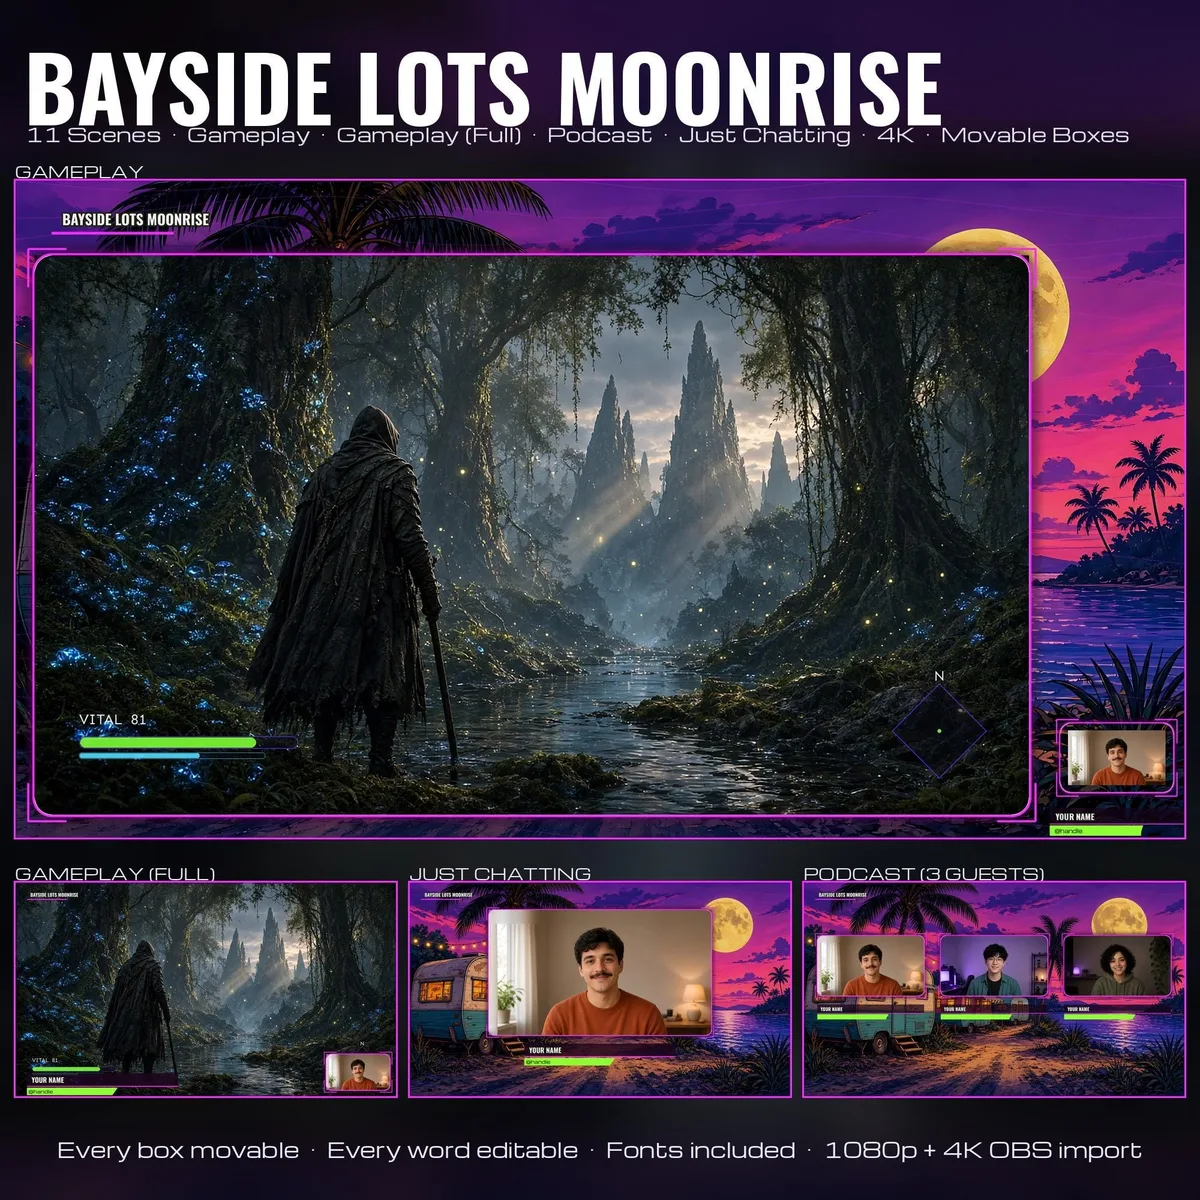 BAYSIDE LOTS MOONRISE
11 Scenes · Gameplay · Gameplay (Full) · Podcast · Just Chatting · 4K · Movable Boxes
GAMEPLAY
BAYSIDE LOTS MOONRISE
N
VITAL 81
YOUR NAME
@handle
GAMEPLAY (FULL)
BAYSIDE LOTS MOONRISE
N
VITAL 81
YOUR NAME
@handle
JUST CHATTING
BAYSIDE LOTS MOONRISE
YOUR NAME
@handle
PODCAST (3 GUESTS)
BAYSIDE LOTS MOONRISE
YOUR NAME
YOUR NAME
YOUR NAME
Every box movable · Every word editable · Fonts included · 1080p + 4K OBS import